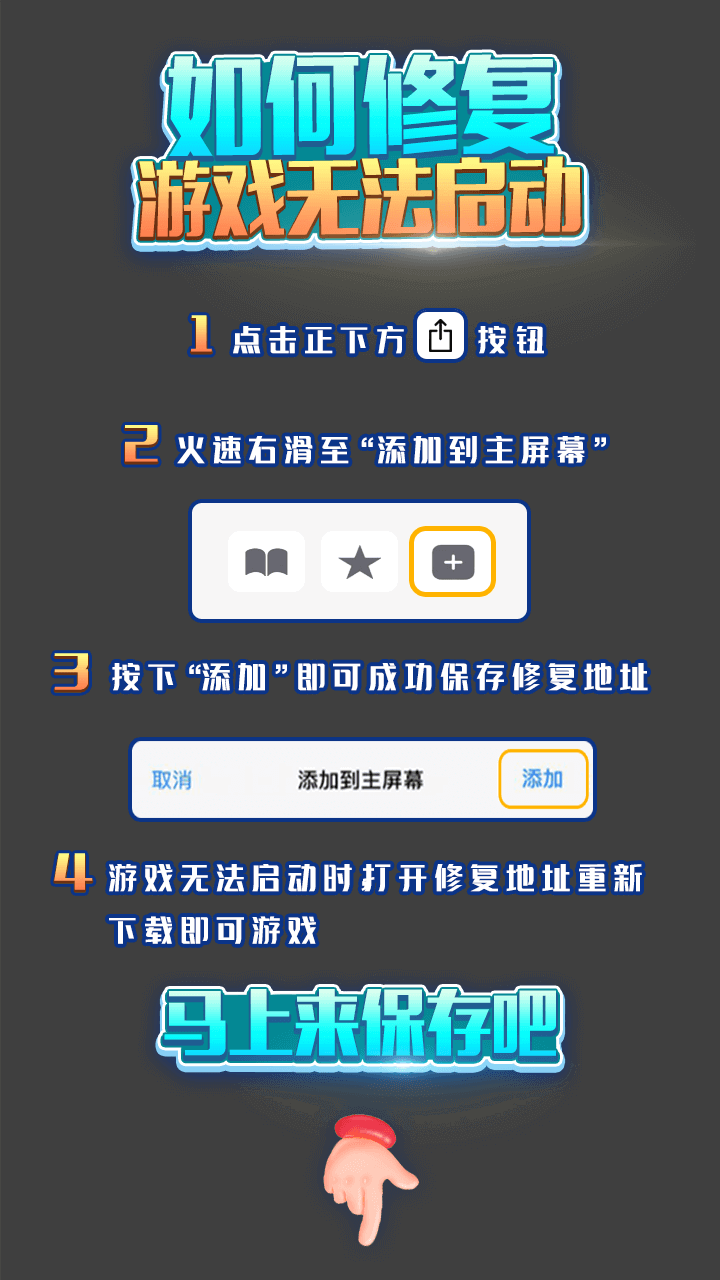 如何修复
游戏无法启动
1 点击正下方 按钮
2 火速右滑至“添加到主屏幕”
3 按下“添加”即可成功保存修复地址
取消 添加到主屏幕 添加
4 游戏无法启动时打开修复地址重新
下载即可游戏
马上来保存吧